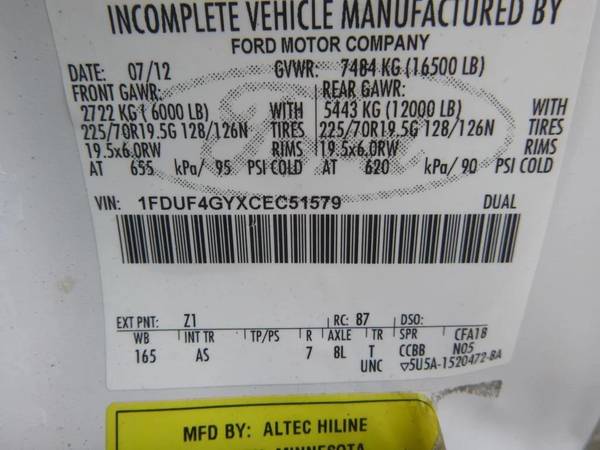 INCOMPLETE VEHICLE MANUFACTURED BY
FORD MOTOR COMPANY
DATE: 07/12 GVWR: 7484 KG (16500 LB)
FRONT GAWR: REAR GAWR:
2722 KG ( 6000 LB) WITH 5443 KG (12000 LB) WITH
225/70R19.5G 128/126N TIRES 225/70R19.5G 128/126N TIRES
19.5x6.0RW RIMS 19.5x6.0RW RIMS
AT 655 kPa/ 95 PSI COLD AT 620 kPa/ 90 PSI COLD
VIN: 1FDUF4GYXCEC51579 DUAL
EXT PNT: Z1 RC: 87 DSO:
WB INT TR TP/PS R AXLE TR SPR CFA18
165 AS 7 8L T CCBB N05
UNC ▽5U5A-1520472-BA
MFD BY: ALTEC HILINE
MINNESOTA